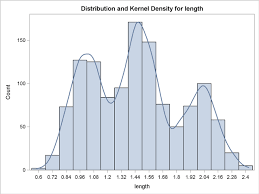 Distribution and Kernel Density for length
150
100
50
0
Count
0.6 0.72 0.84 0.96 1.08 1.2 1.32 1.44 1.56 1.68 1.8 1.92 2.04 2.16 2.28 2.4
length